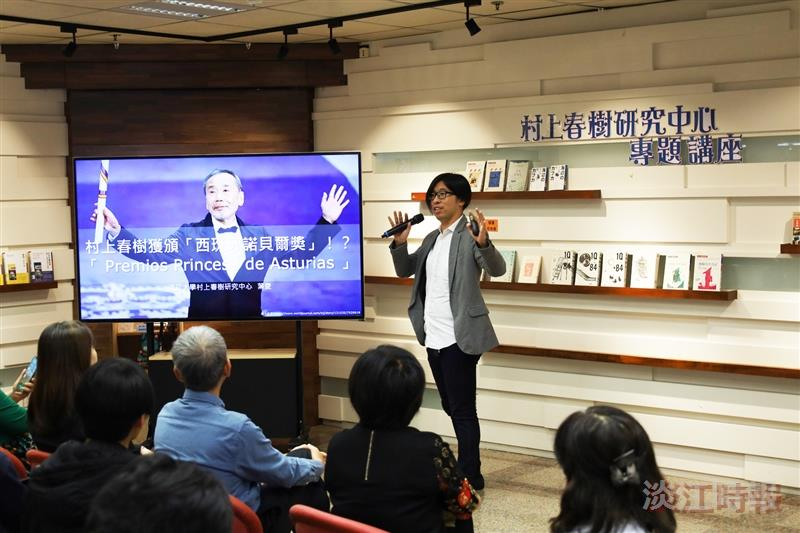 村上春樹研究中心
專題講座
村上春樹獲頒「西班牙諾貝爾獎」！？
「 Premios Princesa de Asturias 」
淡江時報